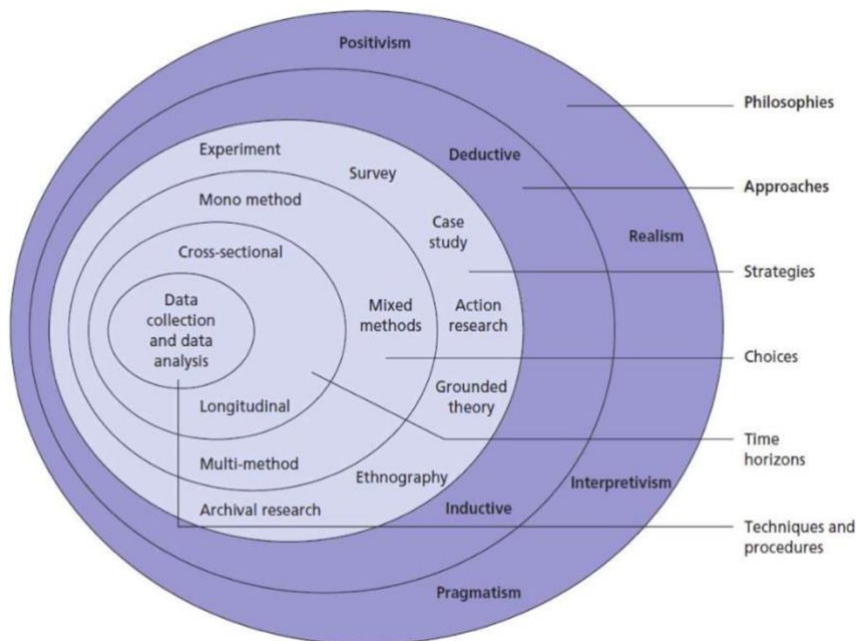 Positivism
Philosophies
Experiment
Deductive
Survey
Approaches
Mono method
Case
study
Realism
Cross-sectional
Strategies
Data
collection
and data
analysis
Mixed
methods
Action
research
Choices
Grounded
theory
Longitudinal
Time
horizons
Multi-method
Ethnography
Interpretivism
Archival research
Inductive
Techniques and
procedures
Pragmatism